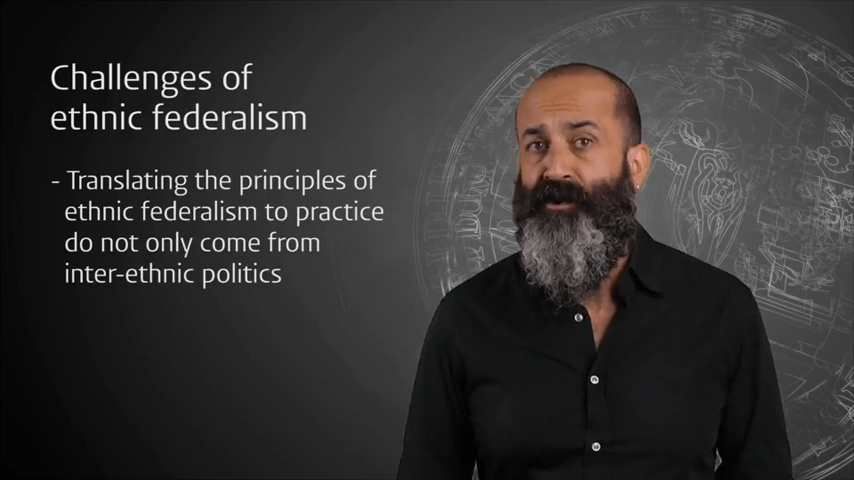 Challenges of
ethnic federalism
- Translating the principles of
ethnic federalism to practice
do not only come from
inter-ethnic politics